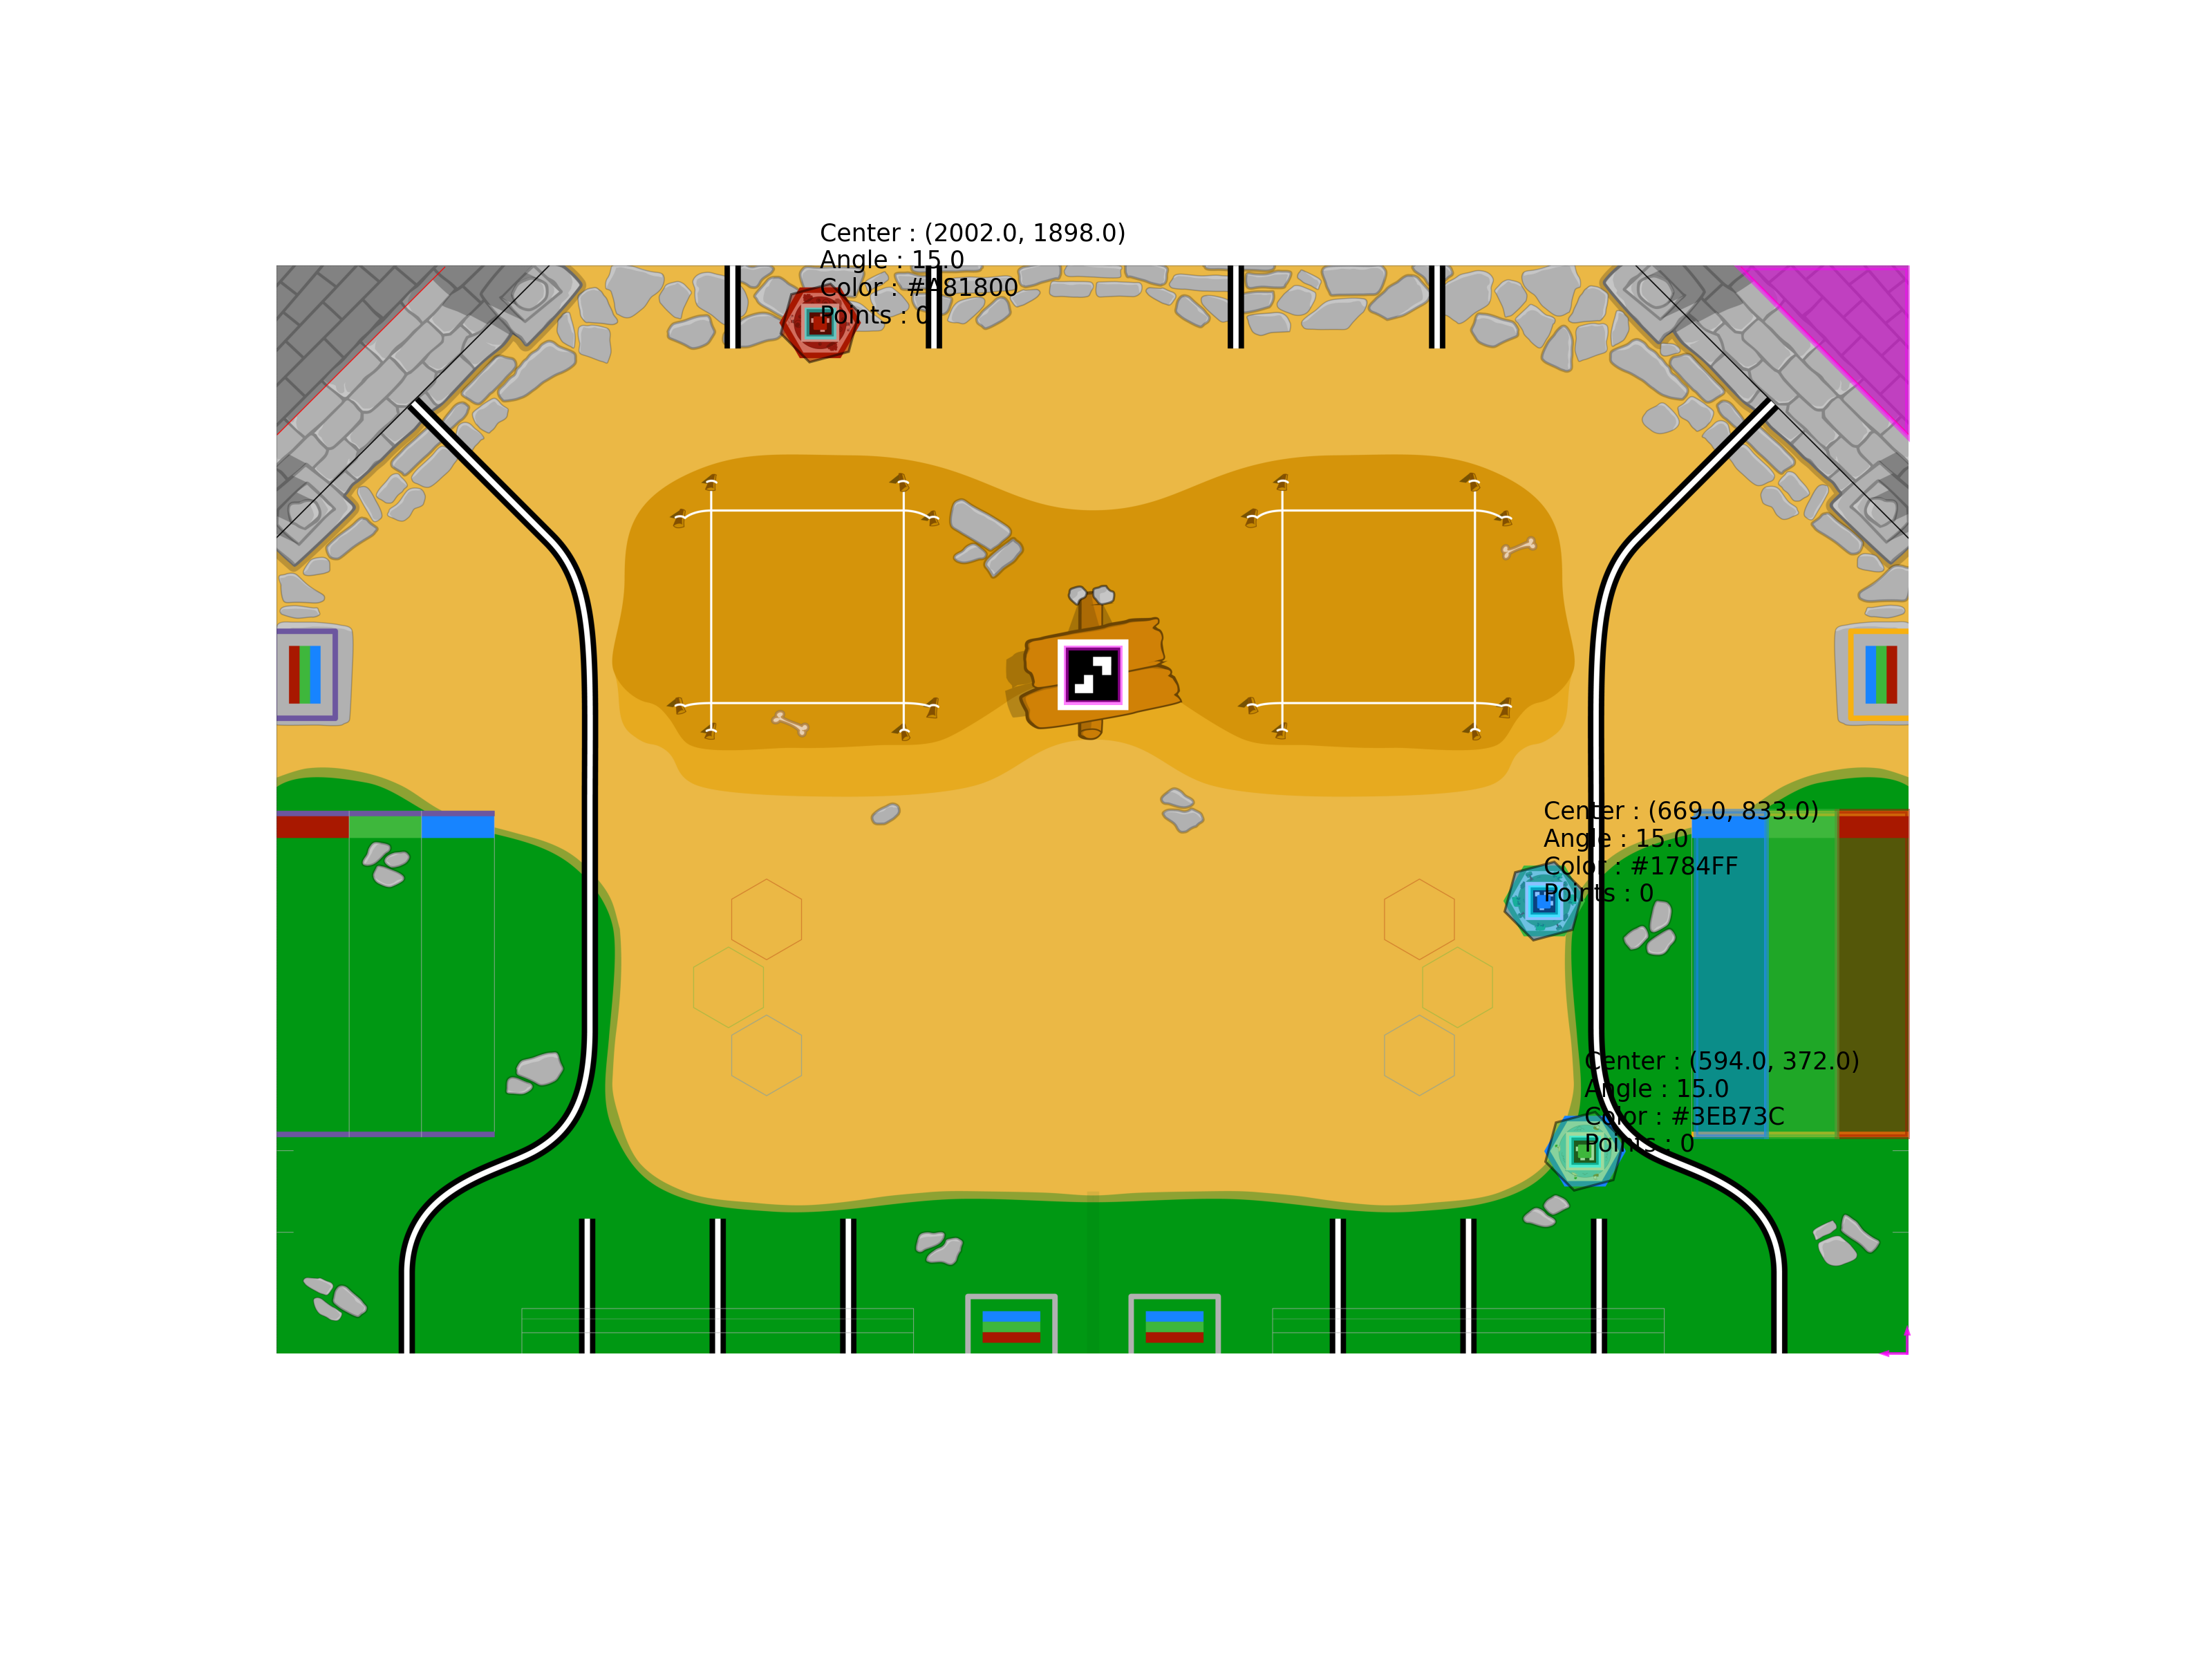 Center : (2002.0, 1898.0)
Angle : 15.0
Color : #A81800
Points : 0
Center : (669.0, 833.0)
Angle : 15.0
Color : #1784FF
Points : 0
Center : (594.0, 372.0)
Angle : 15.0
Color : #3EB73C
Points : 0